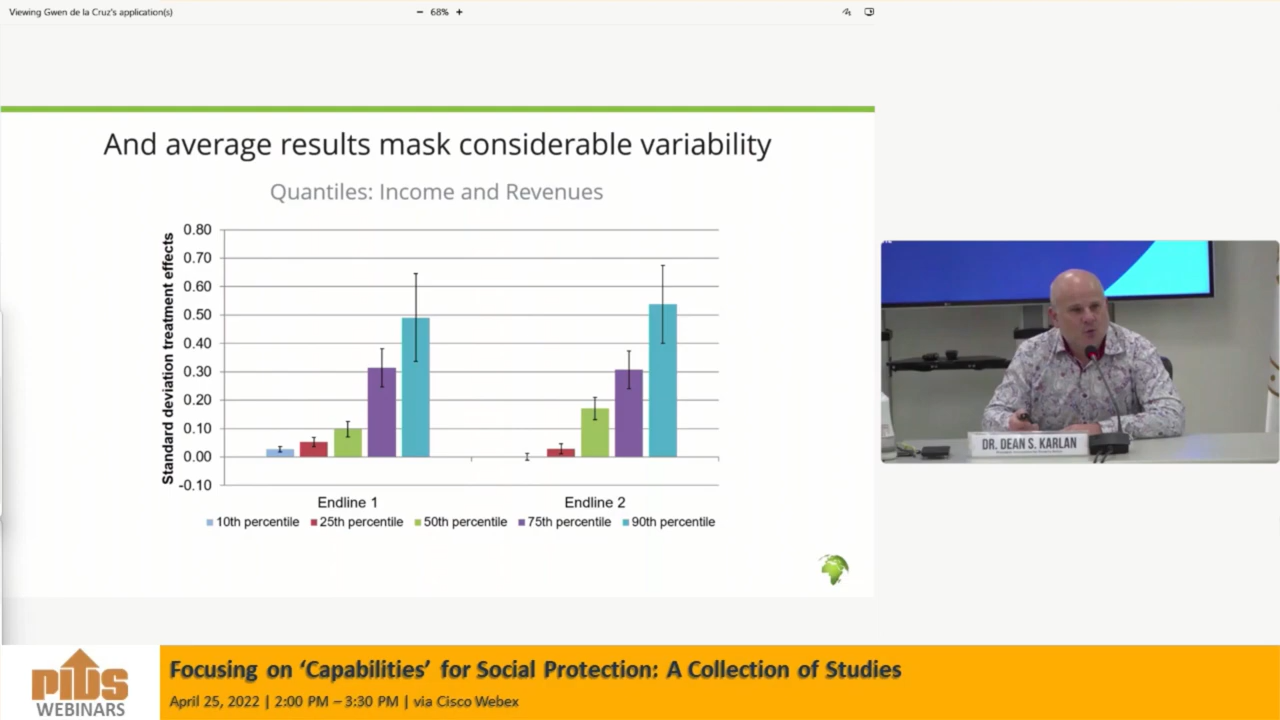 Viewing Gwen de la Cruz's application(s)
− 68% +
And average results mask considerable variability
Quantiles: Income and Revenues
Standard deviation treatment effects
0.80
0.70
0.60
0.50
0.40
0.30
0.20
0.10
0.00
-0.10
Endline 1 Endline 2
10th percentile 25th percentile 50th percentile 75th percentile 90th percentile
DR. DEAN S. KARLAN
PIDS
WEBINARS
Focusing on ‘Capabilities’ for Social Protection: A Collection of Studies
April 25, 2022 | 2:00 PM – 3:30 PM | via Cisco Webex